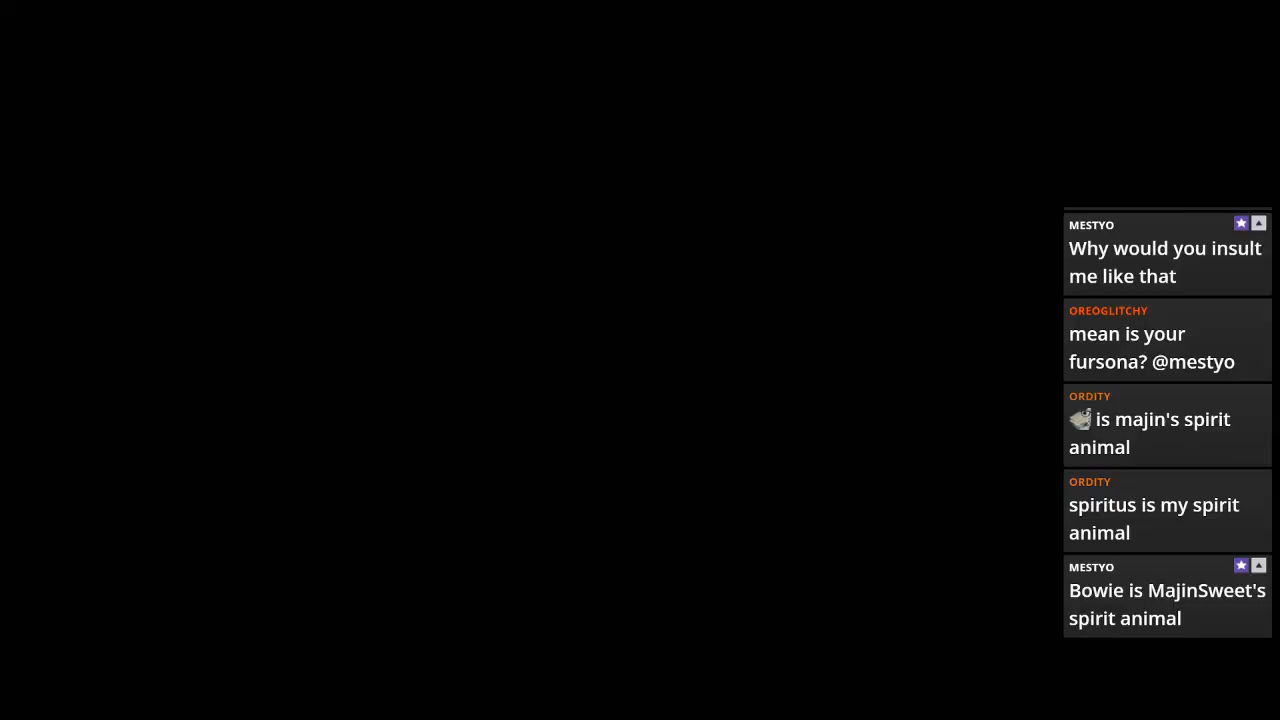 MESTYO
Why would you insult
me like that
OREOGLITCHY
mean is your
fursona? @mestyo
ORDITY
is majin's spirit
animal
ORDITY
spiritus is my spirit
animal
MESTYO
Bowie is MajinSweet's
spirit animal